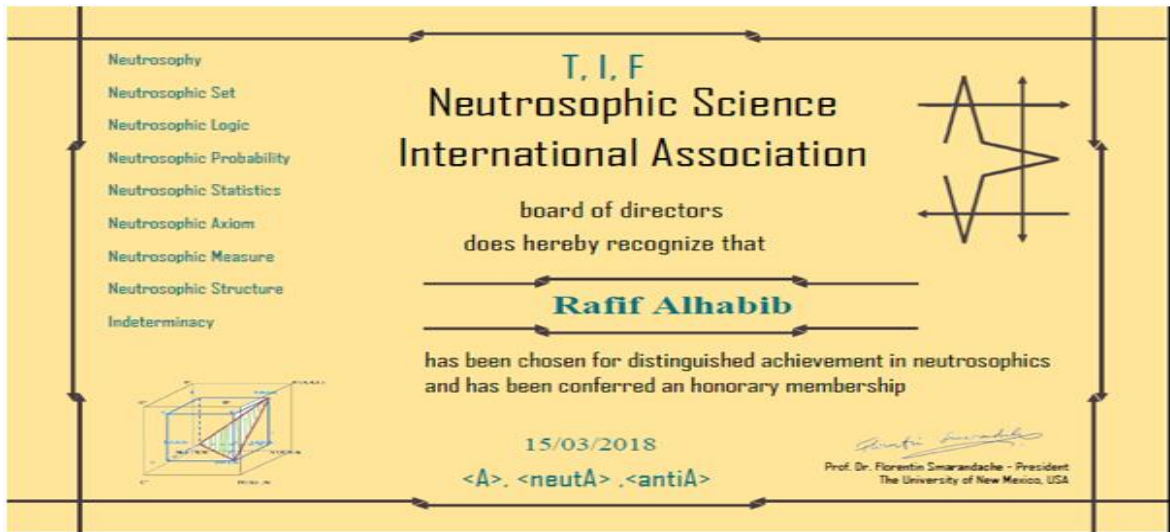 Neutrosophy
Neutrosophic Set
Neutrosophic Logic
Neutrosophic Probability
Neutrosophic Statistics
Neutrosophic Axiom
Neutrosophic Measure
Neutrosophic Structure
Indeterminacy
T, I, F
Neutrosophic Science
International Association
board of directors
does hereby recognize that
Rafif Alhabib
has been chosen for distinguished achievement in neutrosophics
and has been conferred an honorary membership
15/03/2018
<A>, <neutA> ,<antiA>
Prof. Dr. Florentin Smarandache - President
The University of New Mexico, USA